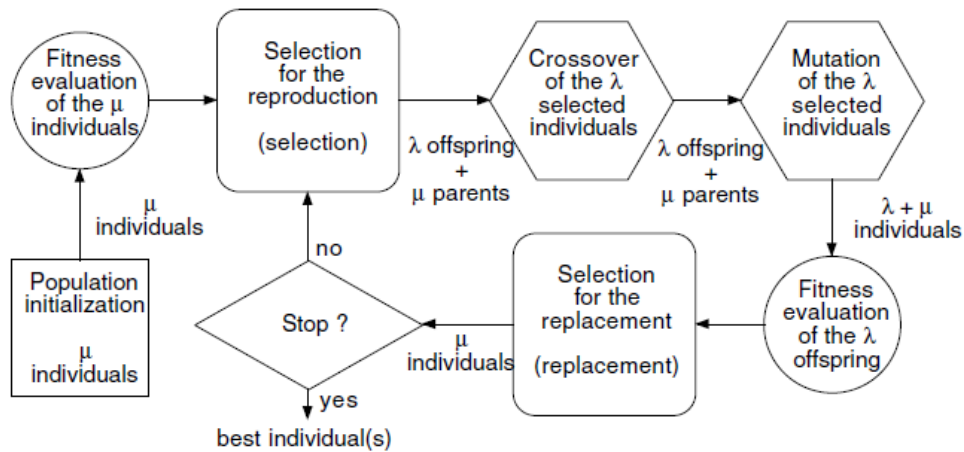 Fitness
evaluation
of the μ
individuals
Selection
for the
reproduction
(selection)
λ offspring
+
μ parents
Crossover
of the λ
selected
individuals
λ offspring
+
μ parents
Mutation
of the λ
selected
individuals
λ + μ
individuals
Fitness
evaluation
of the λ
offspring
Selection
for the
replacement
(replacement)
μ
individuals
Stop ?
no
yes
best individual(s)
μ
individuals
Population
initialization
μ
individuals